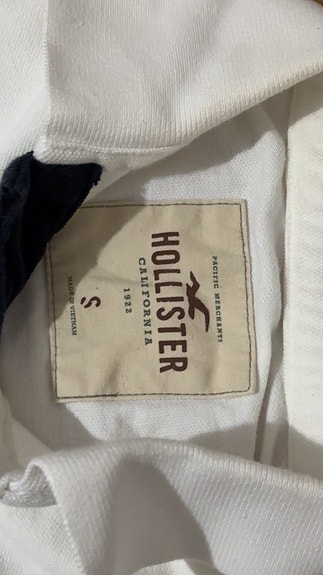 PACIFIC MERCHANTS
HOLLISTER
CALIFORNIA
1922
S
MADE IN VIETNAM